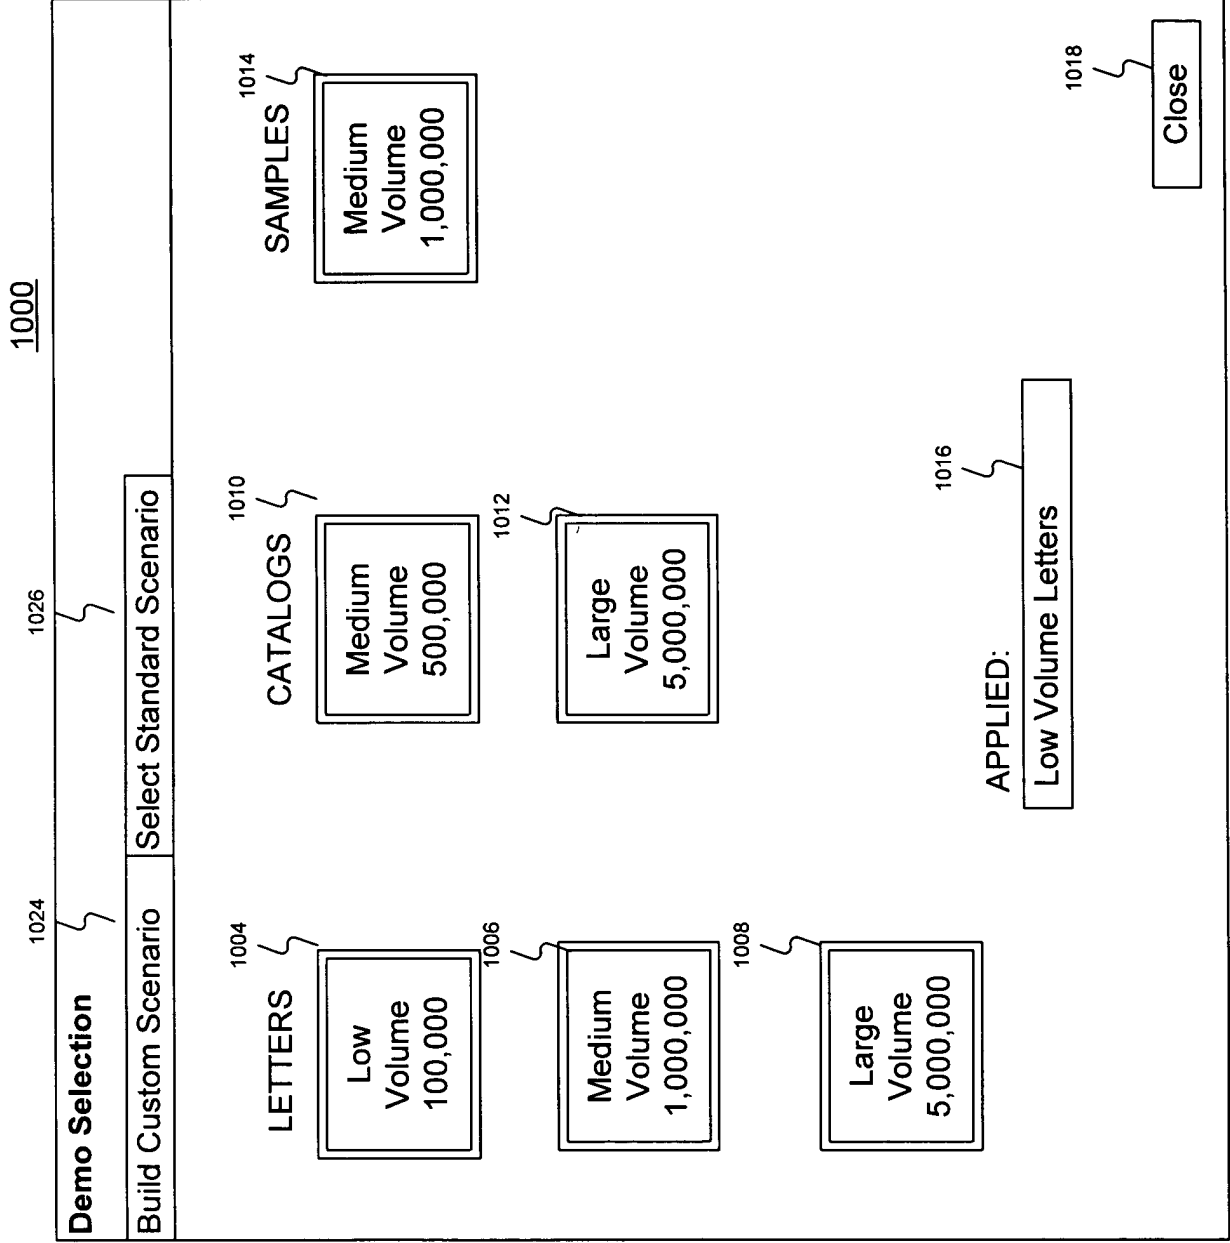 1000
Demo Selection
1024
1026
Build Custom Scenario
Select Standard Scenario
LETTERS
1004
Low
Volume
100,000
1006
Medium
Volume
1,000,000
1008
Large
Volume
5,000,000
CATALOGS
1010
Medium
Volume
500,000
1012
Large
Volume
5,000,000
SAMPLES
1014
Medium
Volume
1,000,000
APPLIED:
1016
Low Volume Letters
1018
Close